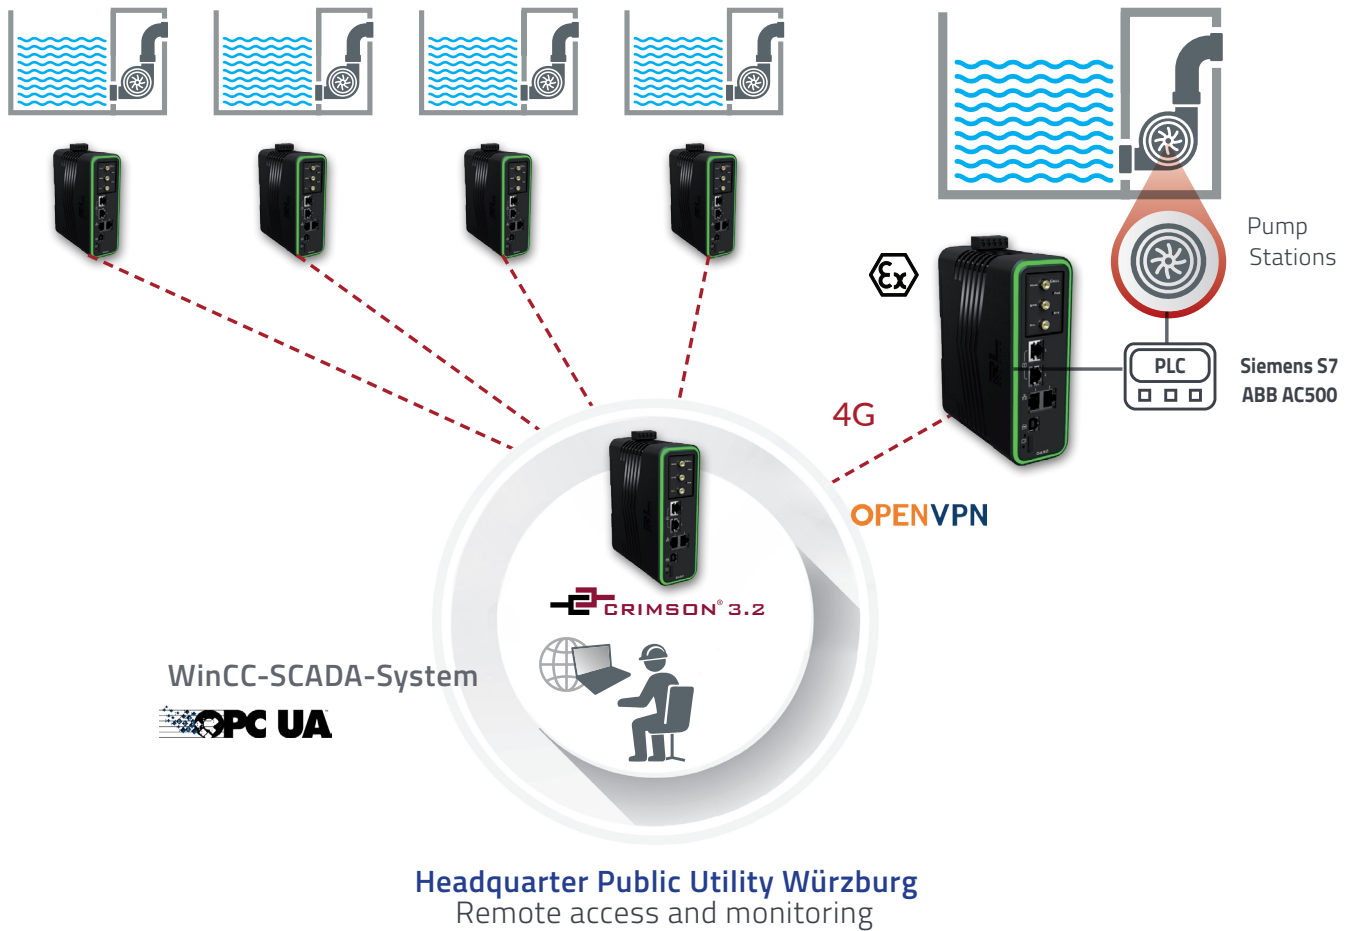 Pump
Stations
Ex
PLC
Siemens S7
ABB AC500
4G
OPENVPN
CRIMSON® 3.2
WinCC-SCADA-System
OPC UA
Headquarter Public Utility Würzburg
Remote access and monitoring